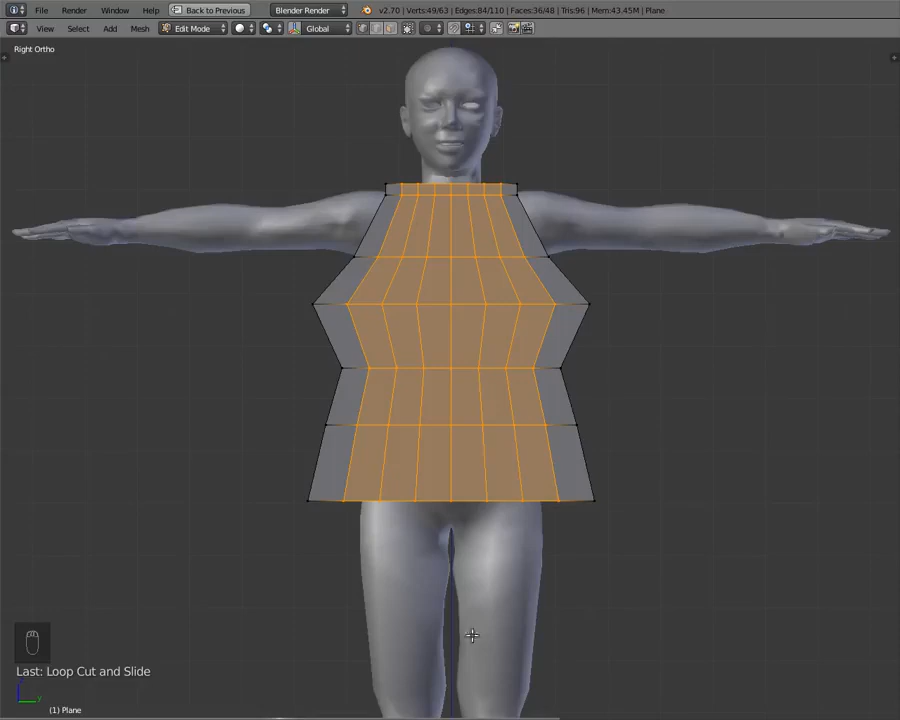 File Render Window Help Back to Previous Blender Render v2.70 | Verts:49/63 | Edges:84/110 | Faces:36/48 | Tris:96 | Mem:43.45M | Plane
View Select Add Mesh Edit Mode Global
Right Ortho
Last: Loop Cut and Slide
(1) Plane